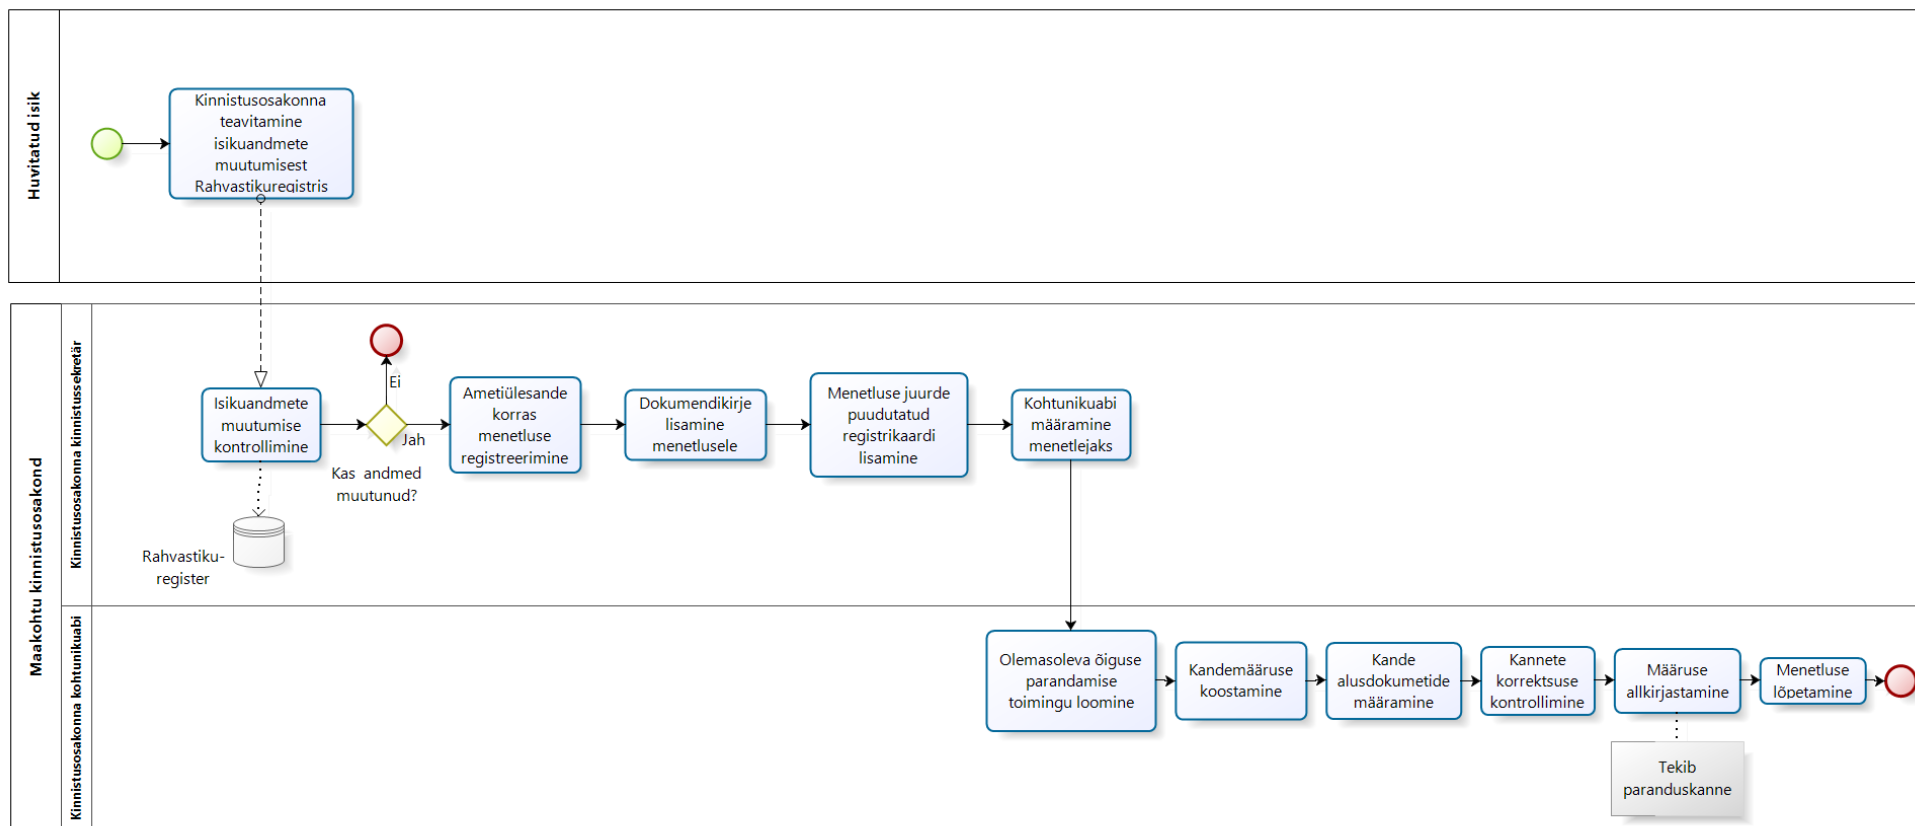 Huvitatud isik
Kinnistusosakonna
teavitamine
isikuandmete
muutumisest
Rahvastikuregistris
Maakohtu kinnistusosakond
Kinnistusosakonna kinnistussekretär
Isikuandmete
muutumise
kontrollimine
Rahvastiku-
register
Ei
Jah
Kas andmed
muutunud?
Ametiülesande
korras
menetluse
registreerimine
Dokumendikirje
lisamine
menetlusele
Menetluse juurde
puudutatud
registrikaardi
lisamine
Kohtunikuabi
määramine
menetlejaks
Kinnistusosakonna kohtunikuabi
Olemasoleva õiguse
parandamise
toimingu loomine
Kandemääruse
koostamine
Kande
alusdokumetide
määramine
Kannete
korrektsuse
kontrollimine
Määruse
allkirjastamine
Menetluse
lõpetamine
Tekib
paranduskanne